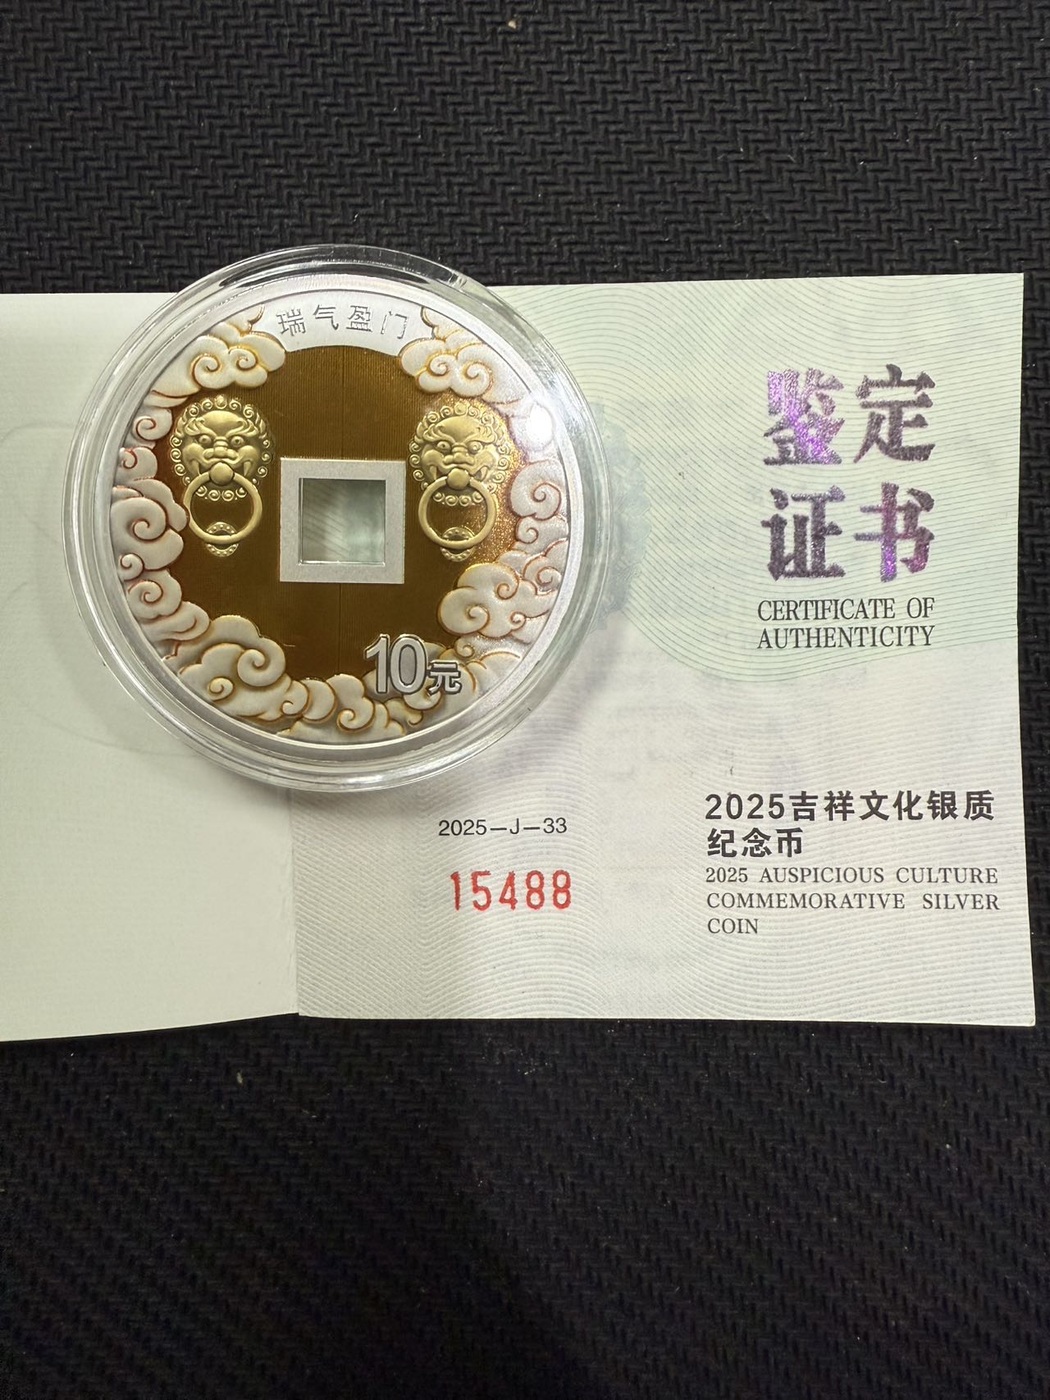 瑞气盈门
10元
鉴定
证书
CERTIFICATE OF
AUTHENTICITY
2025—J—33
15488
2025吉祥文化银质
纪念币
2025 AUSPICIOUS CULTURE
COMMEMORATIVE SILVER
COIN